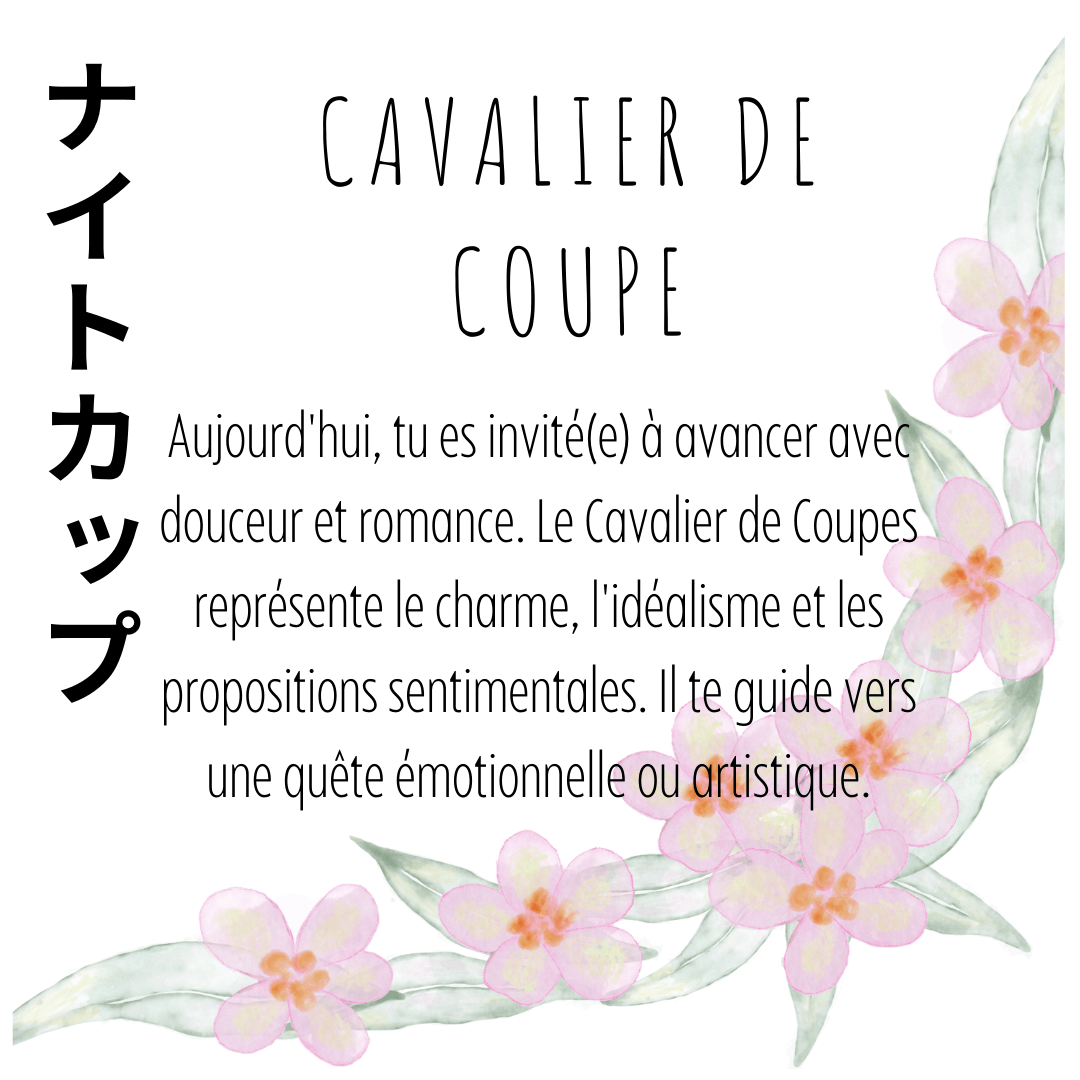 ナイトカップ
CAVALIER DE
COUPE
Aujourd'hui, tu es invité(e) à avancer avec
douceur et romance. Le Cavalier de Coupes
représente le charme, l'idéalisme et les
propositions sentimentales. Il te guide vers
une quête émotionnelle ou artistique.